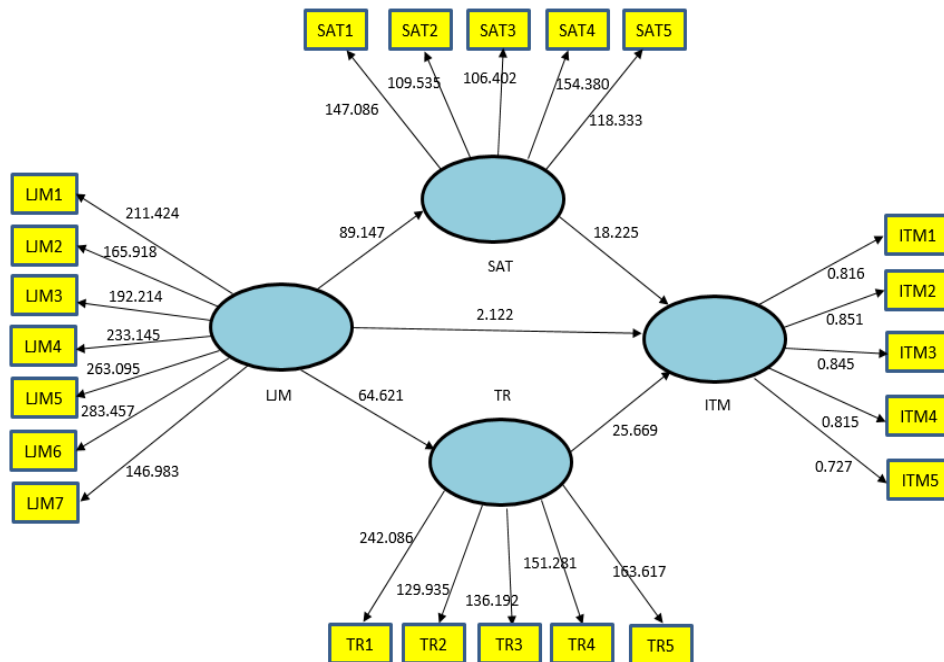 SAT1
SAT2
SAT3
SAT4
SAT5
147.086
109.535
106.402
154.380
118.333
LJM1
LJM2
LJM3
LJM4
LJM5
LJM6
LJM7
211.424
165.918
192.214
233.145
263.095
283.457
146.983
LJM
89.147
SAT
18.225
2.122
64.621
TR
25.669
ITM
ITM1
ITM2
ITM3
ITM4
ITM5
0.816
0.851
0.845
0.815
0.727
242.086
129.935
136.192
151.281
163.617
TR1
TR2
TR3
TR4
TR5